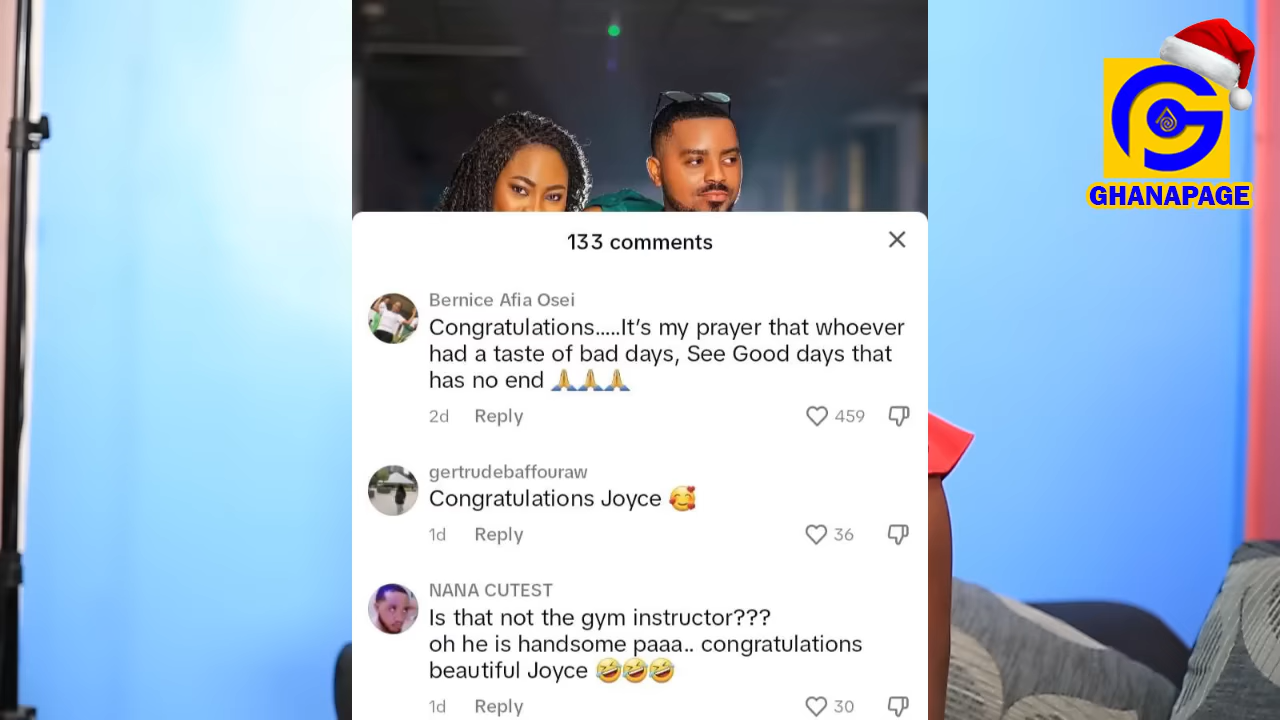 GHANAPAGE
133 comments
Bernice Afia Osei
Congratulations.....It’s my prayer that whoever
had a taste of bad days, See Good days that
has no end 🙏🙏🙏
2d Reply 459
gertrudebaffouraw
Congratulations Joyce 🥰
1d Reply 36
NANA CUTEST
Is that not the gym instructor???
oh he is handsome paaa.. congratulations
beautiful Joyce 🤣🤣🤣
1d Reply 30